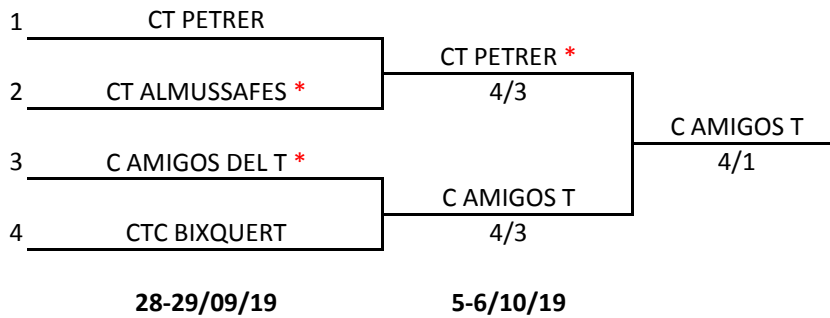 1 CT PETRER
CT PETRER *
2 CT ALMUSSAFES *
4/3
C AMIGOS T
3 C AMIGOS DEL T *
4/1
C AMIGOS T
4 CTC BIXQUERT
4/3
28-29/09/19
5-6/10/19